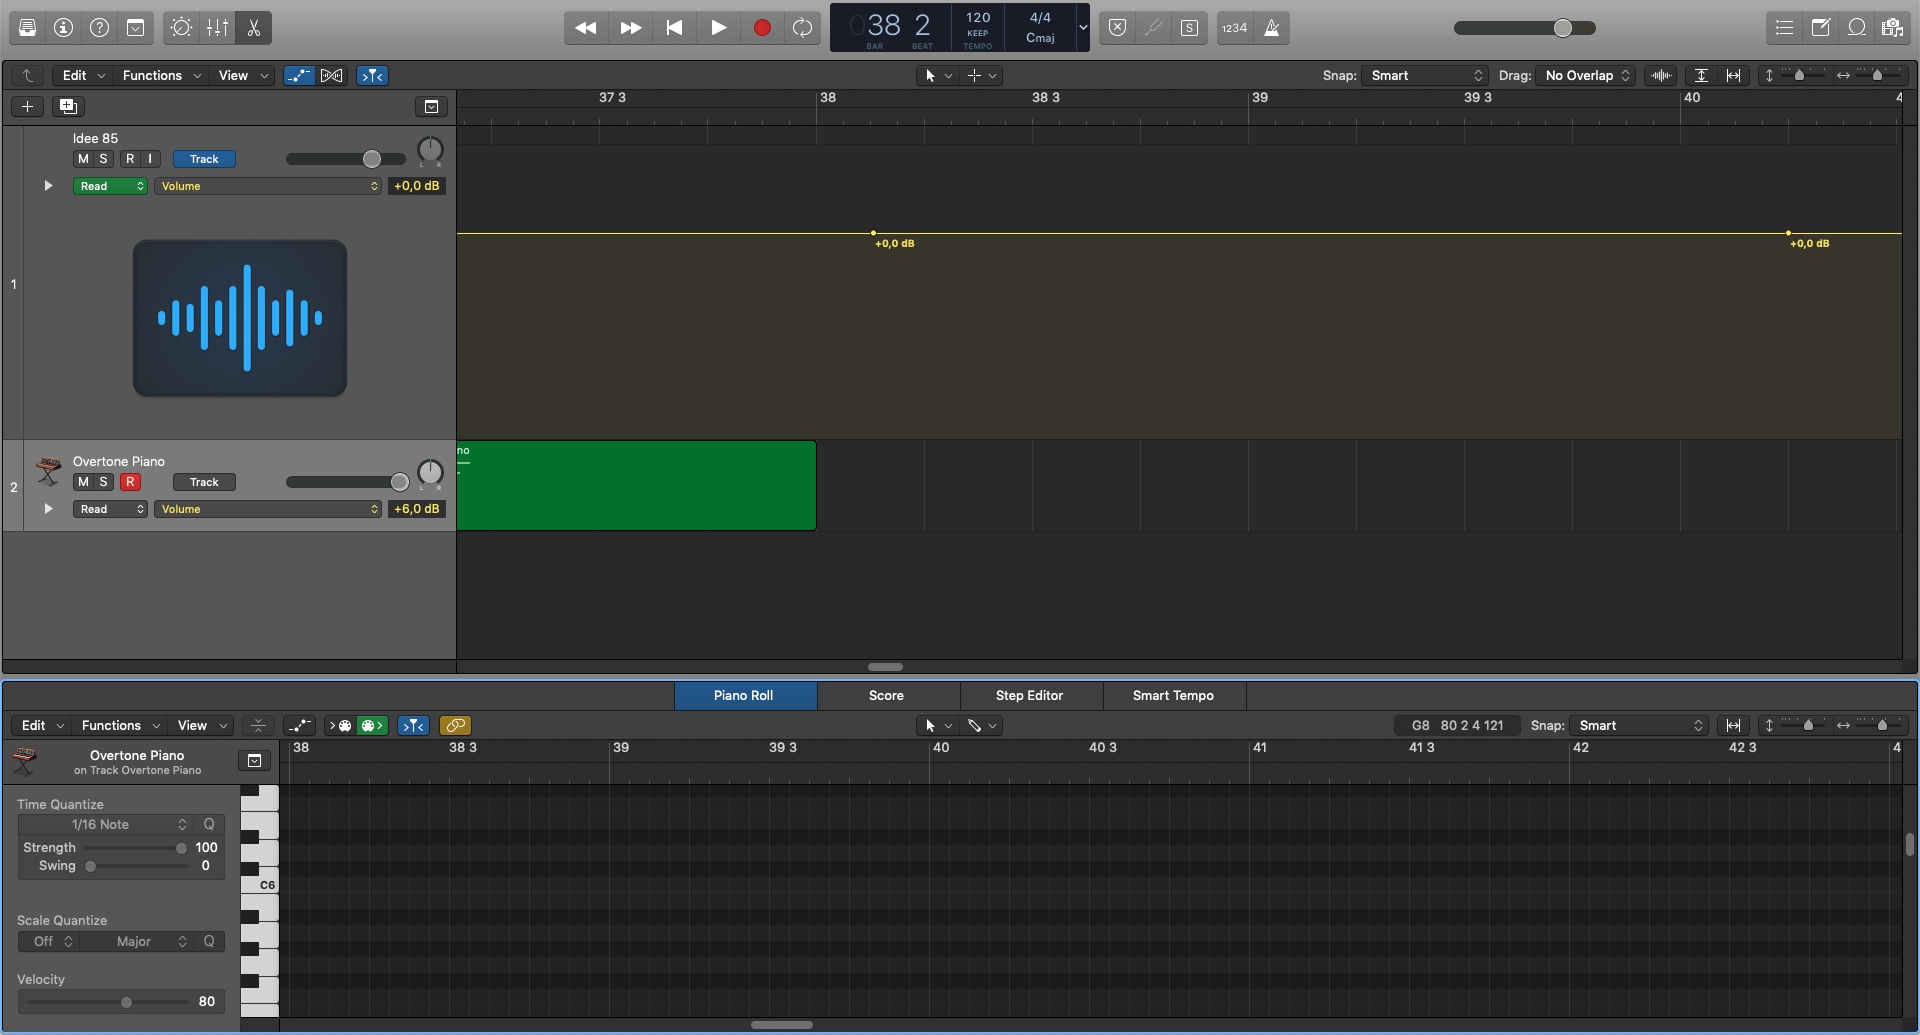 038 2
BAR BEAT
120
KEEP
TEMPO
4/4
Cmaj
S
1234
Edit Functions View
Snap: Smart Drag: No Overlap
37 3 38 38 3 39 39 3 40 4
Idee 85
M S R I Track
L R
Read Volume +0,0 dB
1
+0,0 dB +0,0 dB
no
Overtone Piano
M S R Track
L R
2
Read Volume +6,0 dB
Piano Roll Score Step Editor Smart Tempo
Edit Functions View
G8 80 2 4 121 Snap: Smart
38 38 3 39 39 3 40 40 3 41 41 3 42 42 3 4
Overtone Piano
on Track Overtone Piano
Time Quantize
1/16 Note Q
Strength 100
Swing 0
C6
Scale Quantize
Off Major Q
Velocity
80